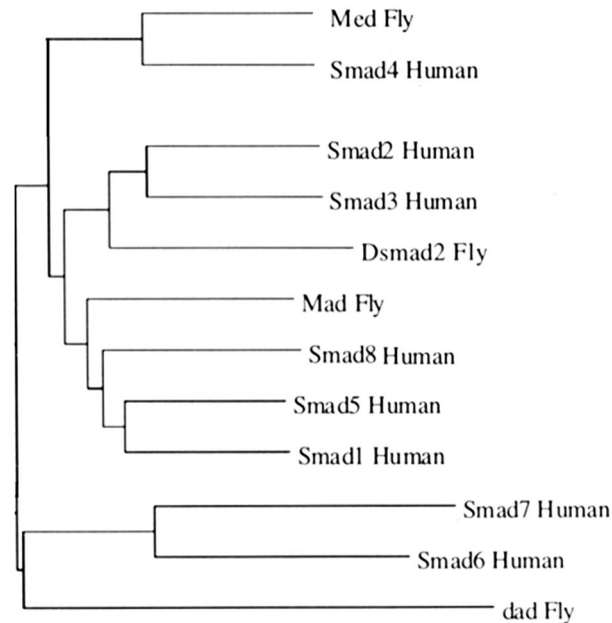 Med Fly
Smad4 Human
Smad2 Human
Smad3 Human
Dsmad2 Fly
Mad Fly
Smad8 Human
Smad5 Human
Smad1 Human
Smad7 Human
Smad6 Human
dad Fly